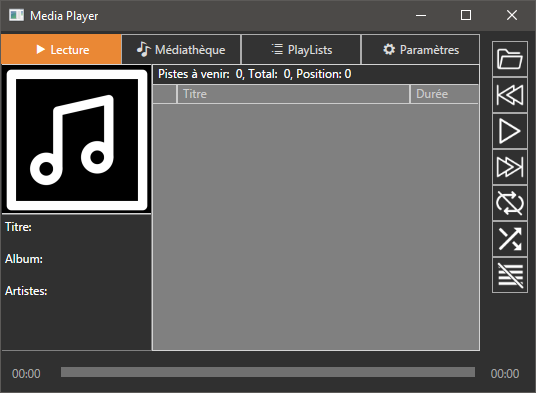 Media Player
Lecture
Médiathèque
PlayLists
Paramètres
Pistes à venir:  0, Total:  0, Position: 0
Titre
Durée
Titre:
Album:
Artistes:
00:00
00:00